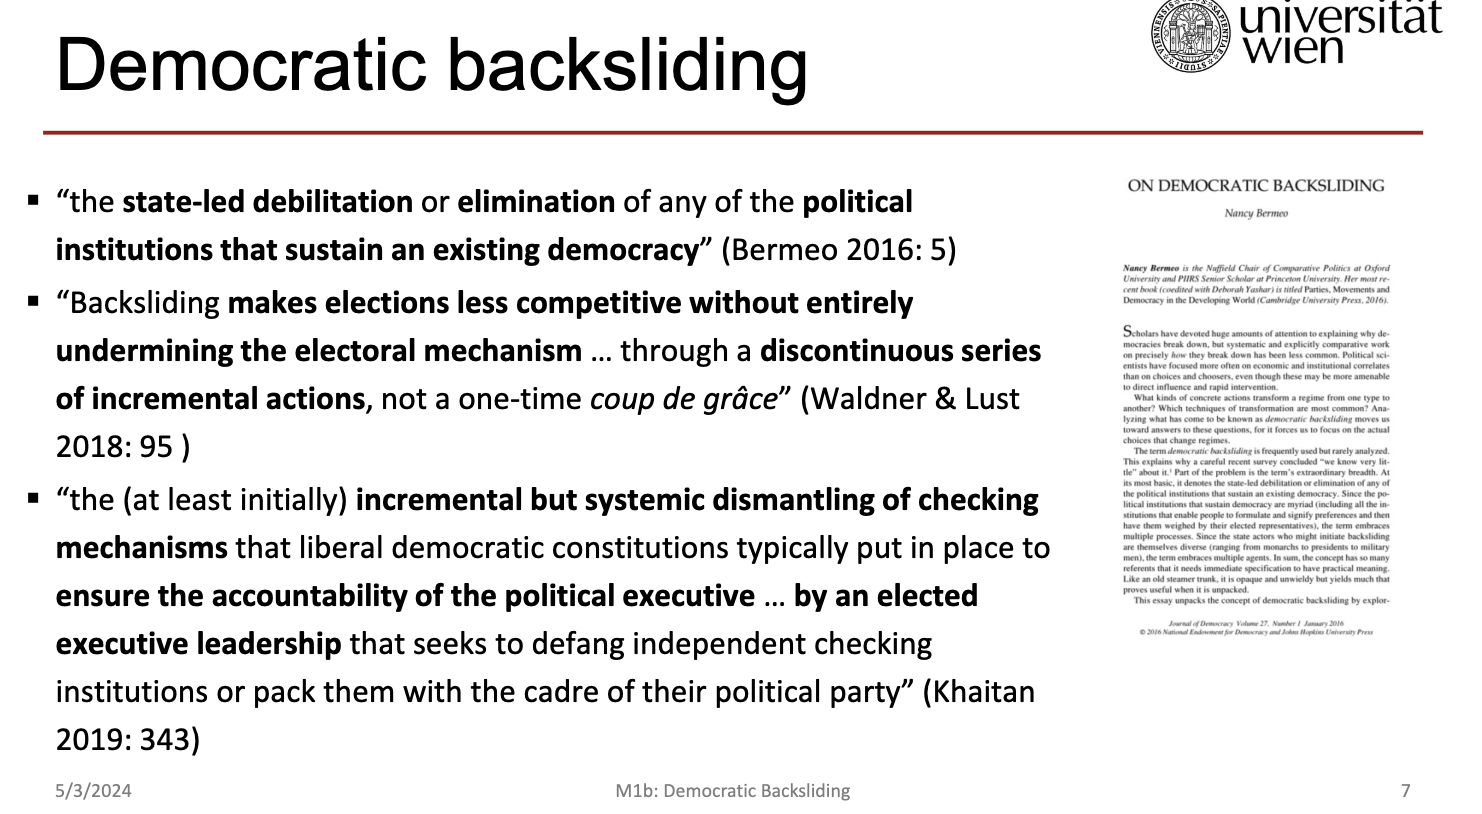 universität
wien
Democratic backsliding
▪ “the state-led debilitation or elimination of any of the political
institutions that sustain an existing democracy” (Bermeo 2016: 5)
▪ “Backsliding makes elections less competitive without entirely
undermining the electoral mechanism … through a discontinuous series
of incremental actions, not a one-time coup de grâce” (Waldner & Lust
2018: 95 )
▪ “the (at least initially) incremental but systemic dismantling of checking
mechanisms that liberal democratic constitutions typically put in place to
ensure the accountability of the political executive … by an elected
executive leadership that seeks to defang independent checking
institutions or pack them with the cadre of their political party” (Khaitan
2019: 343)
ON DEMOCRATIC BACKSLIDING
Nancy Bermeo
Nancy Bermeo is the Nuffield Chair of Comparative Politics at Oxford
University and PIIRS Senior Scholar at Princeton University. Her most re-
cent book (coedited with Deborah Yashar) is titled Parties, Movements and
Democracy in the Developing World (Cambridge University Press, 2016).
Scholars have devoted huge amounts of attention to explaining why de-
mocracies break down, but systematic and explicitly comparative work
on precisely how they break down has been less common. Political sci-
entists have focused more often on economic and institutional correlates
than on choices and choosers, even though these may be more amenable
to direct influence and rapid intervention.
What kinds of concrete actions transform a regime from one type to
another? Which techniques of transformation are most common? Ana-
lyzing what has come to be known as democratic backsliding moves us
toward answers to these questions, for it forces us to focus on the actual
choices that change regimes.
The term democratic backsliding is frequently used but rarely analyzed.
This explains why a careful recent survey concluded “we know very lit-
tle” about it.¹ Part of the problem is the term’s extraordinary breadth. At
its most basic, it denotes the state-led debilitation or elimination of any of
the political institutions that sustain an existing democracy. Since the po-
litical institutions that sustain democracy are myriad (including all the in-
stitutions that enable people to formulate and signify preferences and then
have them weighed by their elected representatives), the term embraces
multiple processes. Since the state actors who might initiate backsliding
are themselves diverse (ranging from monarchs to presidents to military
men), the term embraces multiple agents. In sum, the concept has so many
referents that it needs immediate specification to have practical meaning.
Like an old steamer trunk, it is opaque and unwieldy but yields much that
proves useful when it is unpacked.
This essay unpacks the concept of democratic backsliding by explor-
Journal of Democracy Volume 27, Number 1 January 2016
© 2016 National Endowment for Democracy and Johns Hopkins University Press
5/3/2024
M1b: Democratic Backsliding
7